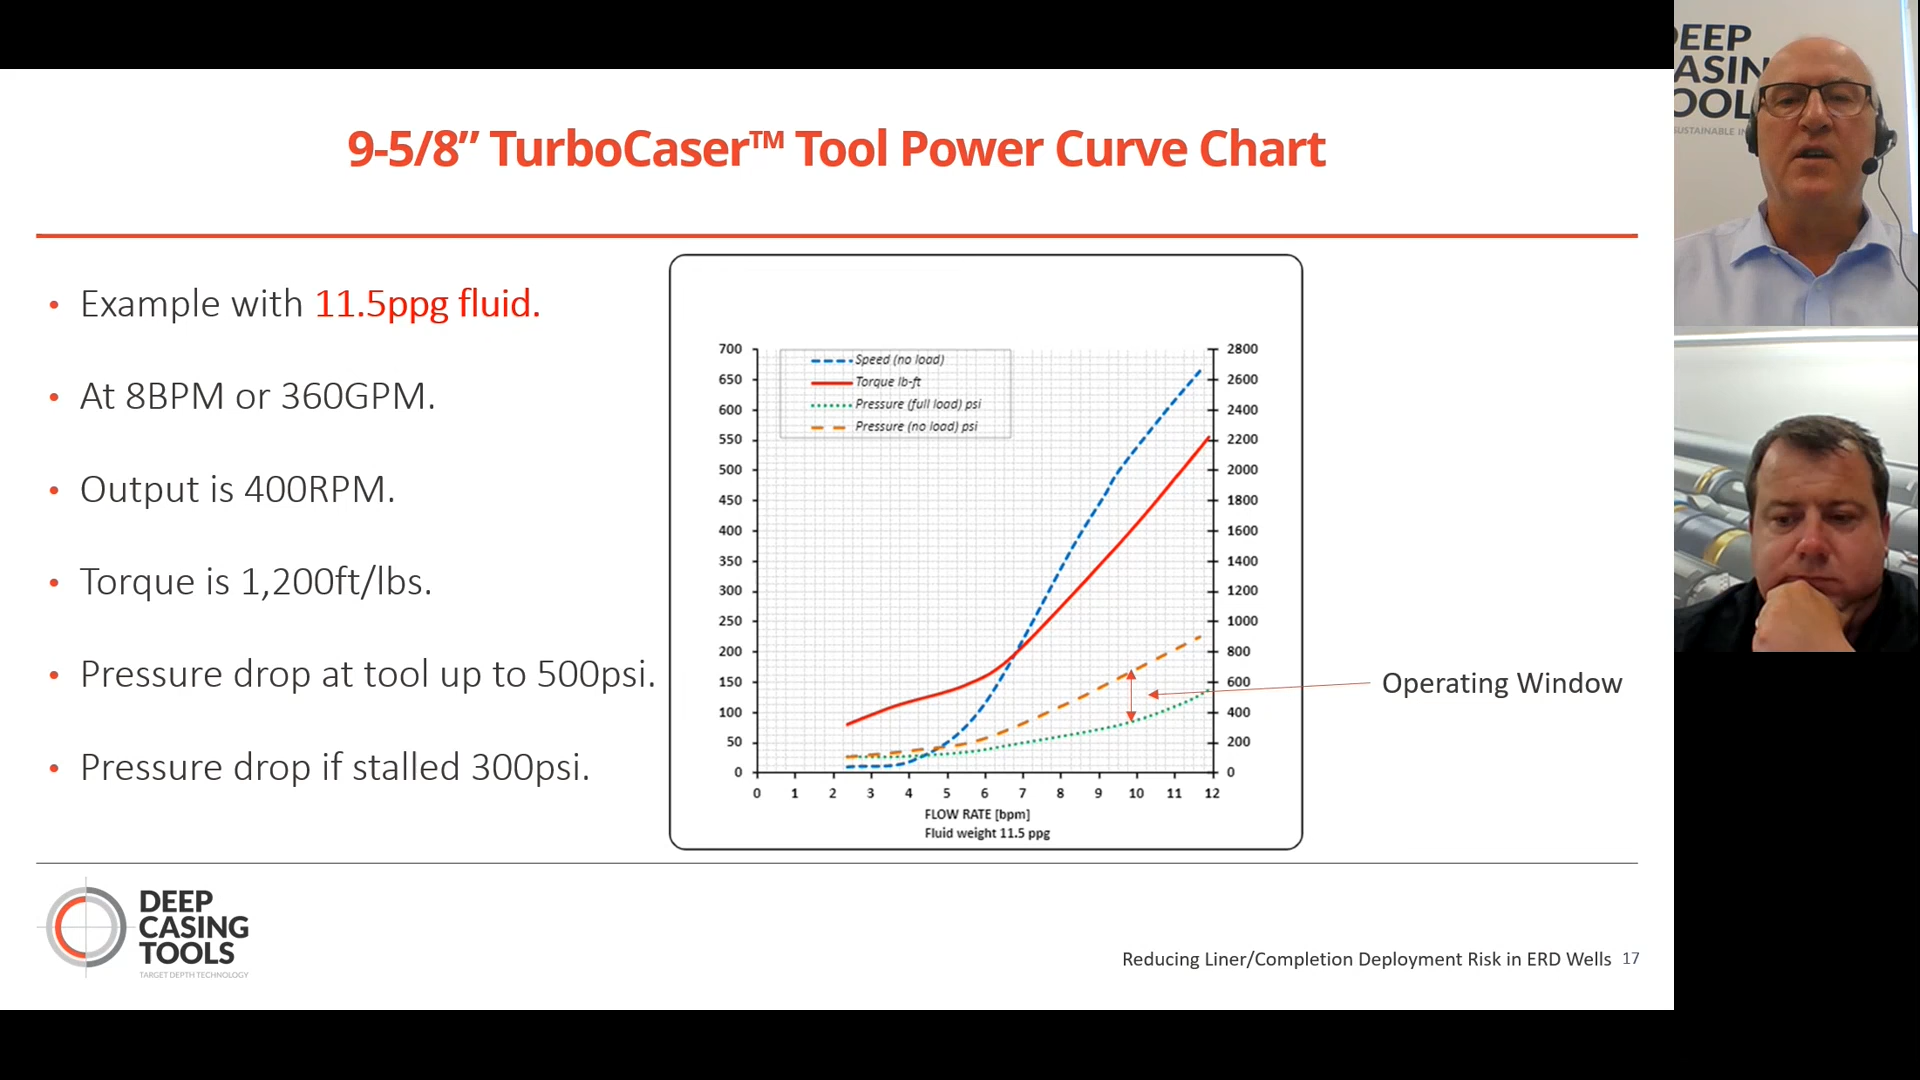 9-5/8” TurboCaser™ Tool Power Curve Chart
• Example with 11.5ppg fluid.
• At 8BPM or 360GPM.
• Output is 400RPM.
• Torque is 1,200ft/lbs.
• Pressure drop at tool up to 500psi.
• Pressure drop if stalled 300psi.
Speed (no load)
Torque lb-ft
Pressure (full load) psi
Pressure (no load) psi
700 2800
650 2600
600 2400
550 2200
500 2000
450 1800
400 1600
350 1400
300 1200
250 1000
200 800
150 600
100 400
50 200
0 0
0 1 2 3 4 5 6 7 8 9 10 11 12
FLOW RATE [bpm]
Fluid weight 11.5 ppg
Operating Window
DEEP
CASING
TOOLS
TARGET DEPTH TECHNOLOGY
Reducing Liner/Completion Deployment Risk in ERD Wells 17
DEEP
ASIN
OOL
SUSTAINABLE IN